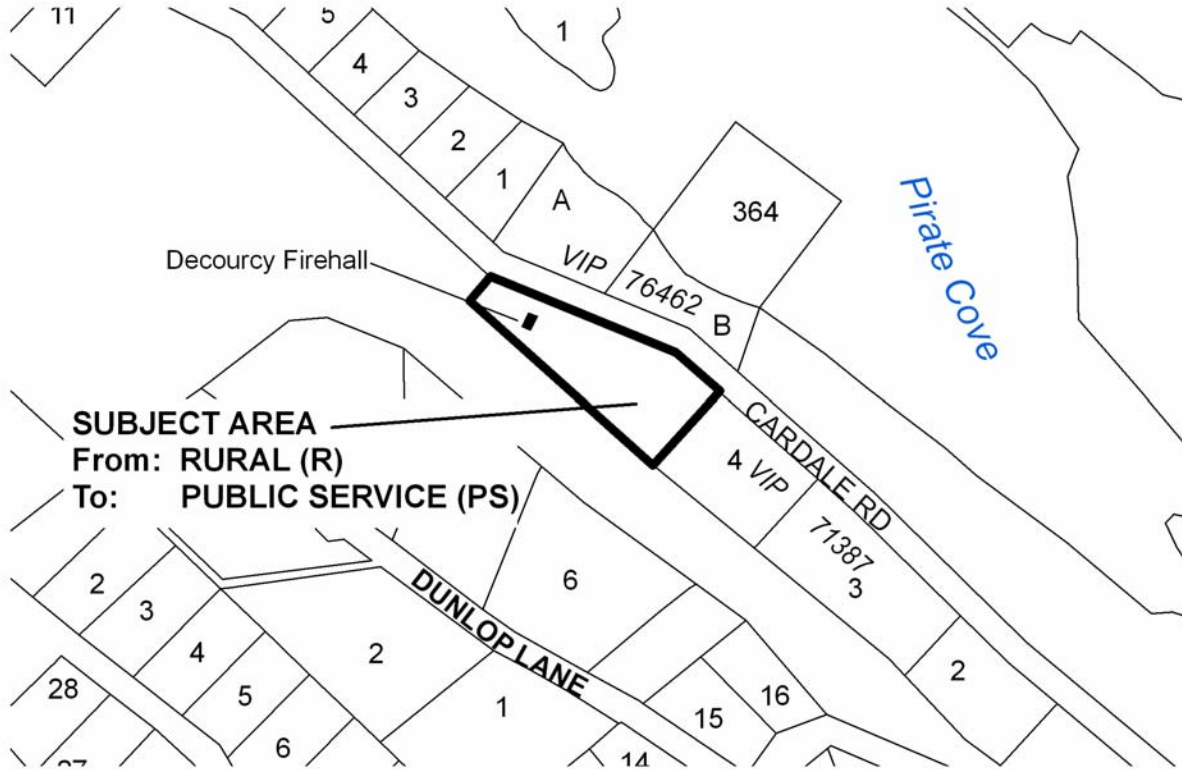 11
5
1
4
3
2
1
A
364
Pirate Cove
Decourcy Firehall
VIP 76462
B
SUBJECT AREA
From: RURAL (R)
To: PUBLIC SERVICE (PS)
CARDALE RD
4
VIP 71387
3
2
2
3
4
5
6
28
DUNLOP LANE
6
2
1
16
15
14
2
27